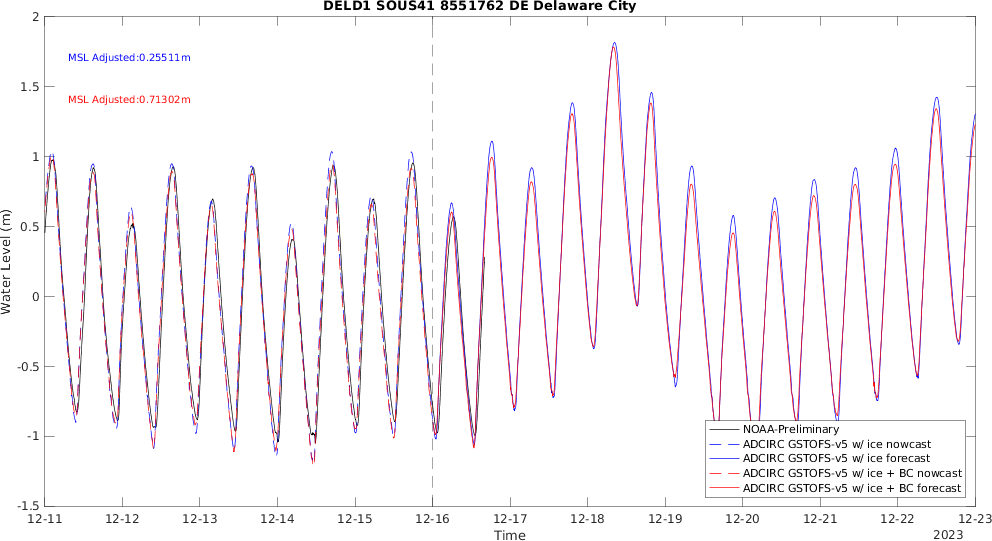 DELD1 SOUS41 8551762 DE Delaware City
MSL Adjusted:0.25511m
MSL Adjusted:0.71302m
Water Level (m)
2
1.5
1
0.5
0
-0.5
-1
-1.5
NOAA-Preliminary
ADCIRC GSTOFS-v5 w/ ice nowcast
ADCIRC GSTOFS-v5 w/ ice forecast
ADCIRC GSTOFS-v5 w/ ice + BC nowcast
ADCIRC GSTOFS-v5 w/ ice + BC forecast
12-11 12-12 12-13 12-14 12-15 12-16 12-17 12-18 12-19 12-20 12-21 12-22 12-23
Time
2023